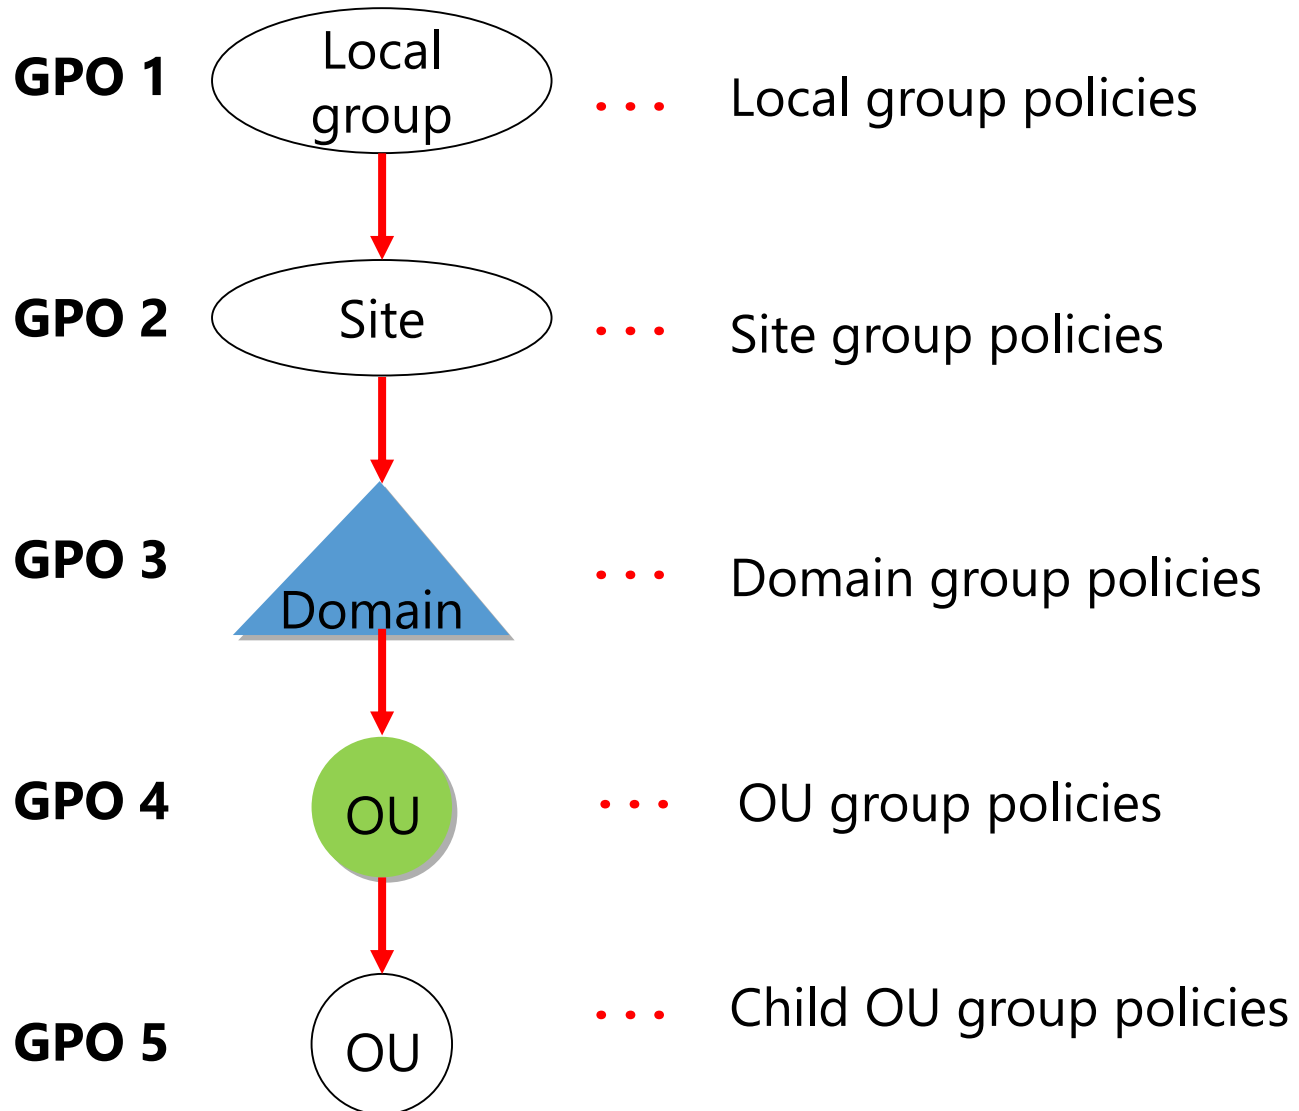 GPO 1
Local
group
. . . Local group policies
GPO 2
Site
. . . Site group policies
GPO 3
Domain
. . . Domain group policies
GPO 4
OU
. . . OU group policies
GPO 5
OU
. . . Child OU group policies